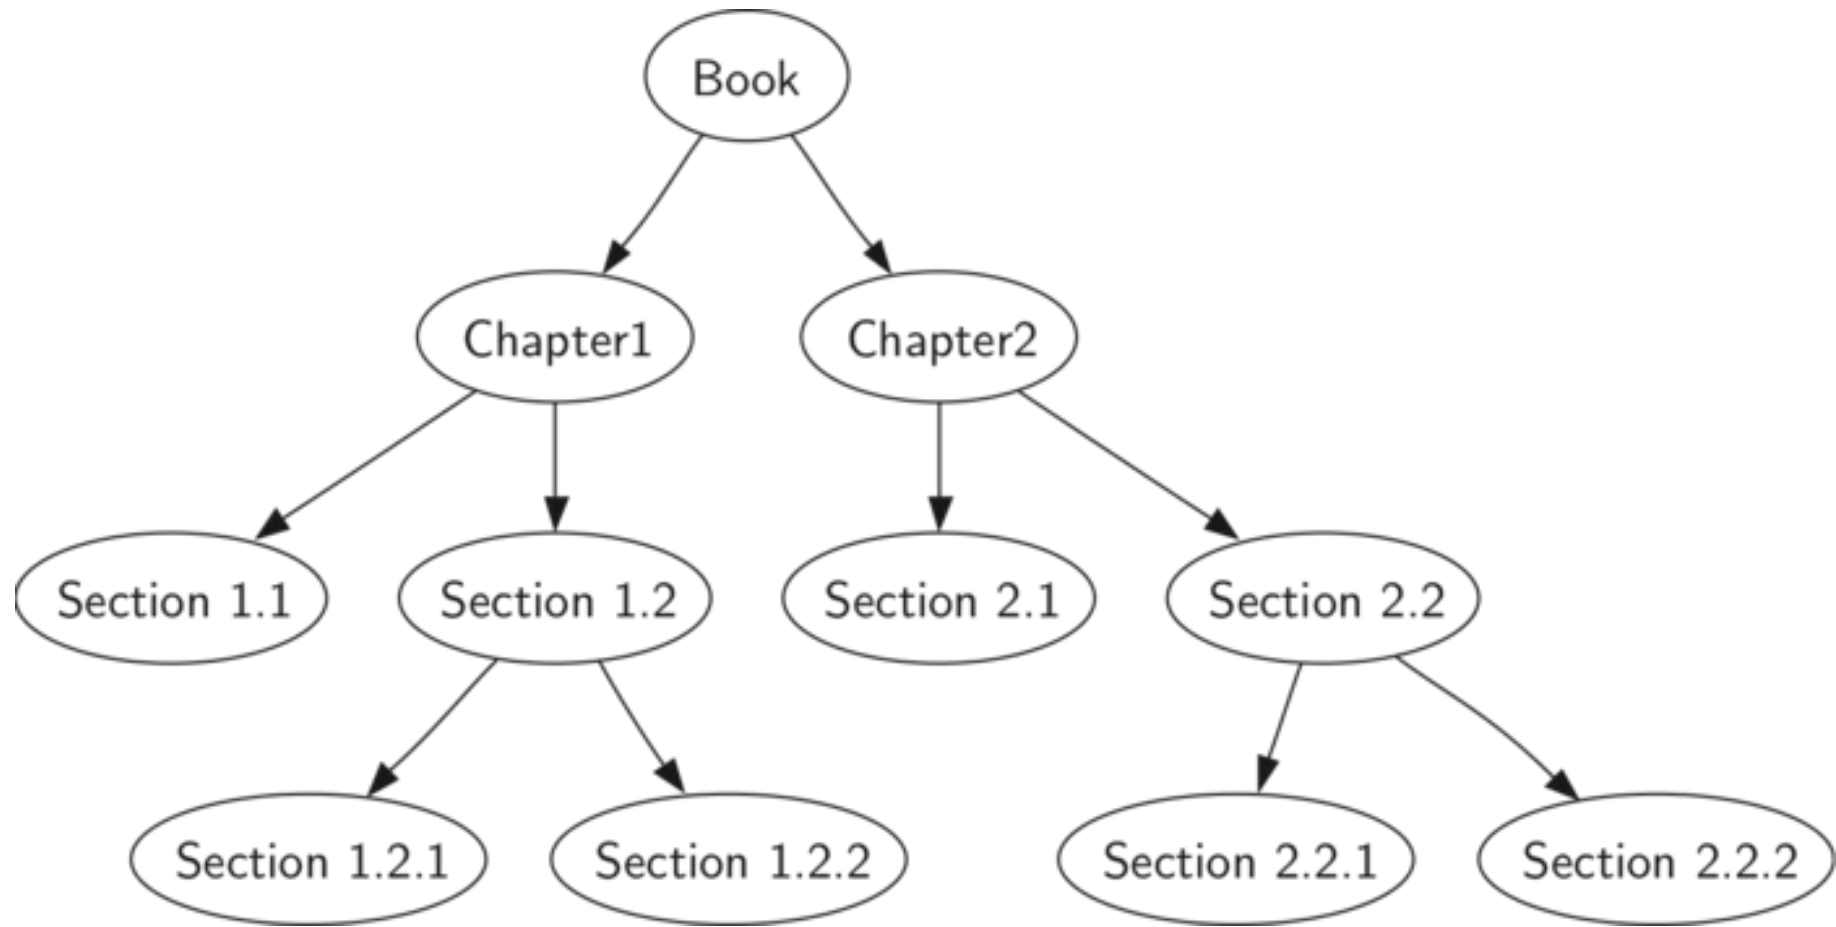 Book
Chapter1
Chapter2
Section 1.1
Section 1.2
Section 2.1
Section 2.2
Section 1.2.1
Section 1.2.2
Section 2.2.1
Section 2.2.2